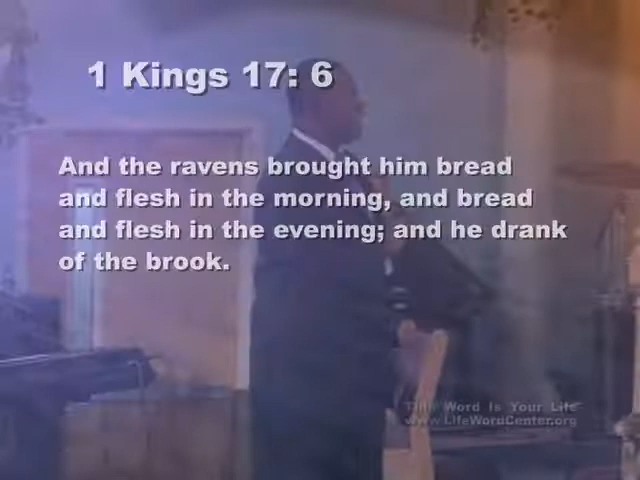 1 Kings 17: 6
And the ravens brought him bread
and flesh in the morning, and bread
and flesh in the evening; and he drank
of the brook.
The Word Is Your Life
www.LifeWordCenter.org